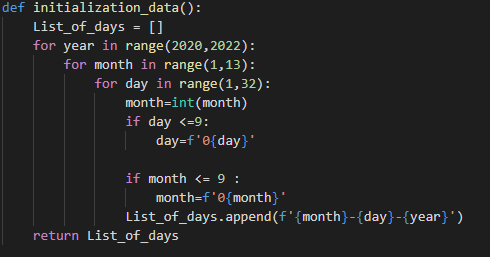 def initialization_data():
    List_of_days = []
    for year in range(2020,2022):
        for month in range(1,13):
            for day in range(1,32):
                month=int(month)
                if day <=9:
                    day=f'0{day}'

                if month <= 9 :
                    month=f'0{month}'
                List_of_days.append(f'{month}-{day}-{year}')
    return List_of_days